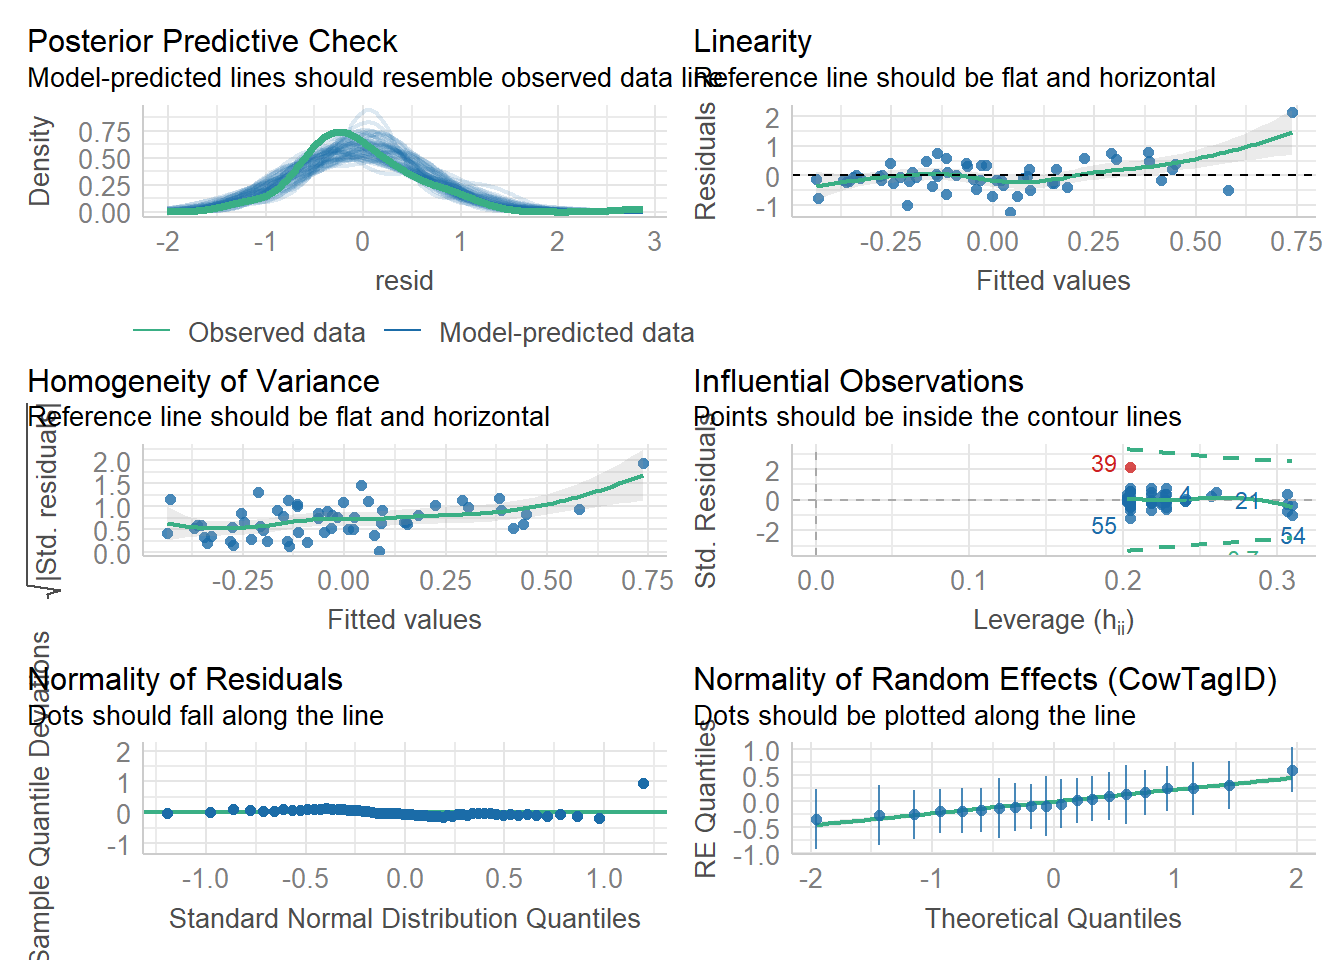 Posterior Predictive Check
Model-predicted lines should resemble observed data line
Density
0.75
0.50
0.25
0.00
-2 -1 0 1 2 3
resid
Observed data Model-predicted data
Linearity
Reference line should be flat and horizontal
Residuals
2
1
0
-1
-0.25 0.00 0.25 0.50 0.75
Fitted values
Homogeneity of Variance
Reference line should be flat and horizontal
√|Std. residuals|
2.0
1.5
1.0
0.5
0.0
-0.25 0.00 0.25 0.50 0.75
Fitted values
Influential Observations
Points should be inside the contour lines
Std. Residuals
2
0
-2
39
4
21
55
54
0.7
0.0 0.1 0.2 0.3
Leverage (hii)
Normality of Residuals
Dots should fall along the line
Sample Quantile Deviations
2
1
0
-1
-1.0 -0.5 0.0 0.5 1.0
Standard Normal Distribution Quantiles
Normality of Random Effects (CowTagID)
Dots should be plotted along the line
RE Quantiles
1.0
0.5
0.0
-0.5
-1.0
-2 -1 0 1 2
Theoretical Quantiles